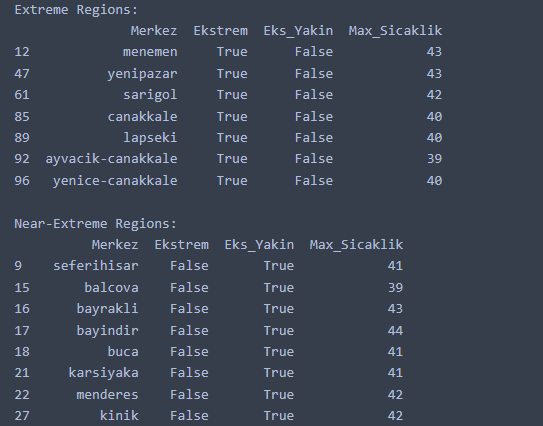 Extreme Regions:
Merkez Ekstrem Eks_Yakin Max_Sicaklik
12 menemen True False 43
47 yenipazar True False 43
61 sarigol True False 42
85 canakkale True False 40
89 lapseki True False 40
92 ayvacik-canakkale True False 39
96 yenice-canakkale True False 40
Near-Extreme Regions:
Merkez Ekstrem Eks_Yakin Max_Sicaklik
9 seferihisar False True 41
15 balcova False True 39
16 bayrakli False True 43
17 bayindir False True 44
18 buca False True 41
21 karsiyaka False True 41
22 menderes False True 42
27 kinik False True 42